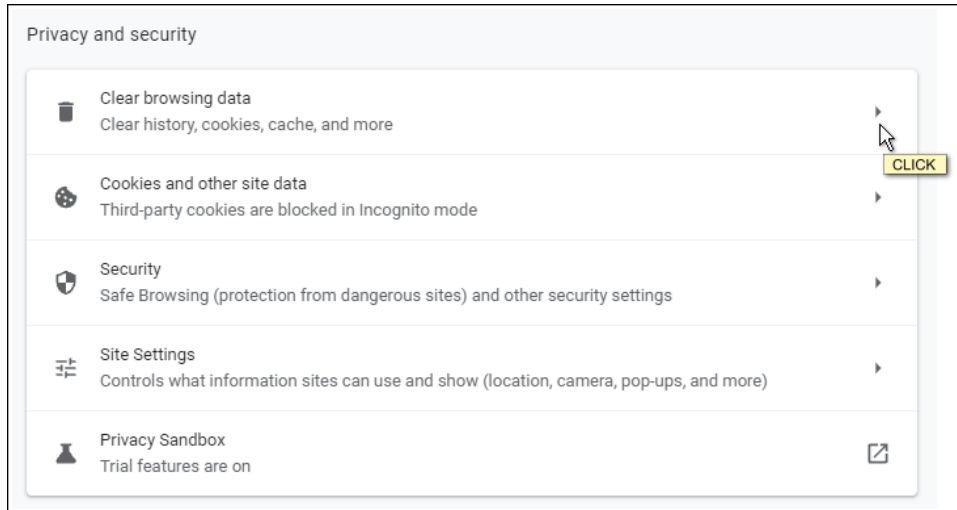 Privacy and security
Clear browsing data
Clear history, cookies, cache, and more
CLICK
Cookies and other site data
Third-party cookies are blocked in Incognito mode
Security
Safe Browsing (protection from dangerous sites) and other security settings
Site Settings
Controls what information sites can use and show (location, camera, pop-ups, and more)
Privacy Sandbox
Trial features are on